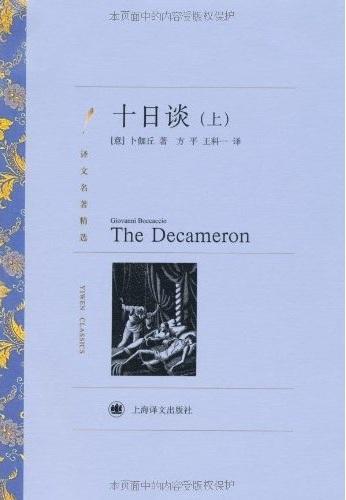 本页面中的内容受版权保护
十日谈（上）
[意] 卜伽丘 著 方平 王科一 译
译文名著精选
YIWEN CLASSICS
Giovanni Boccaccio
The Decameron
上海译文出版社
本页面中的内容受版权保护